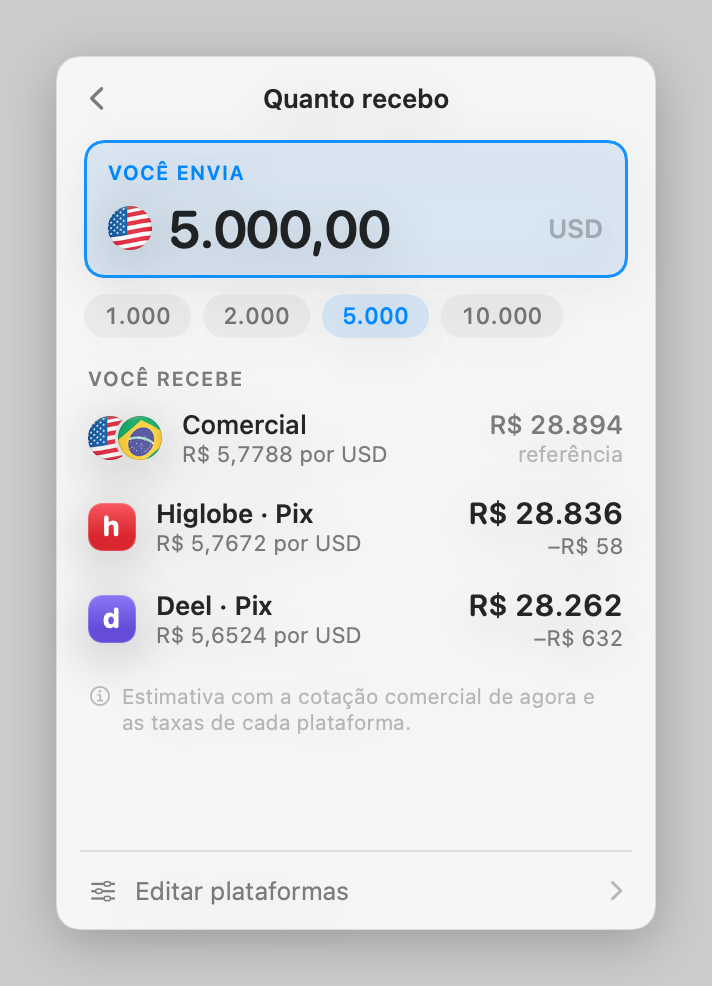 Quanto recebo
VOCÊ ENVIA
5.000,00 USD
1.000 2.000 5.000 10.000
VOCÊ RECEBE
Comercial R$ 28.894
R$ 5,7788 por USD referência
h Higlobe · Pix R$ 28.836
R$ 5,7672 por USD –R$ 58
d Deel · Pix R$ 28.262
R$ 5,6524 por USD –R$ 632
Estimativa com a cotação comercial de agora e
as taxas de cada plataforma.
Editar plataformas